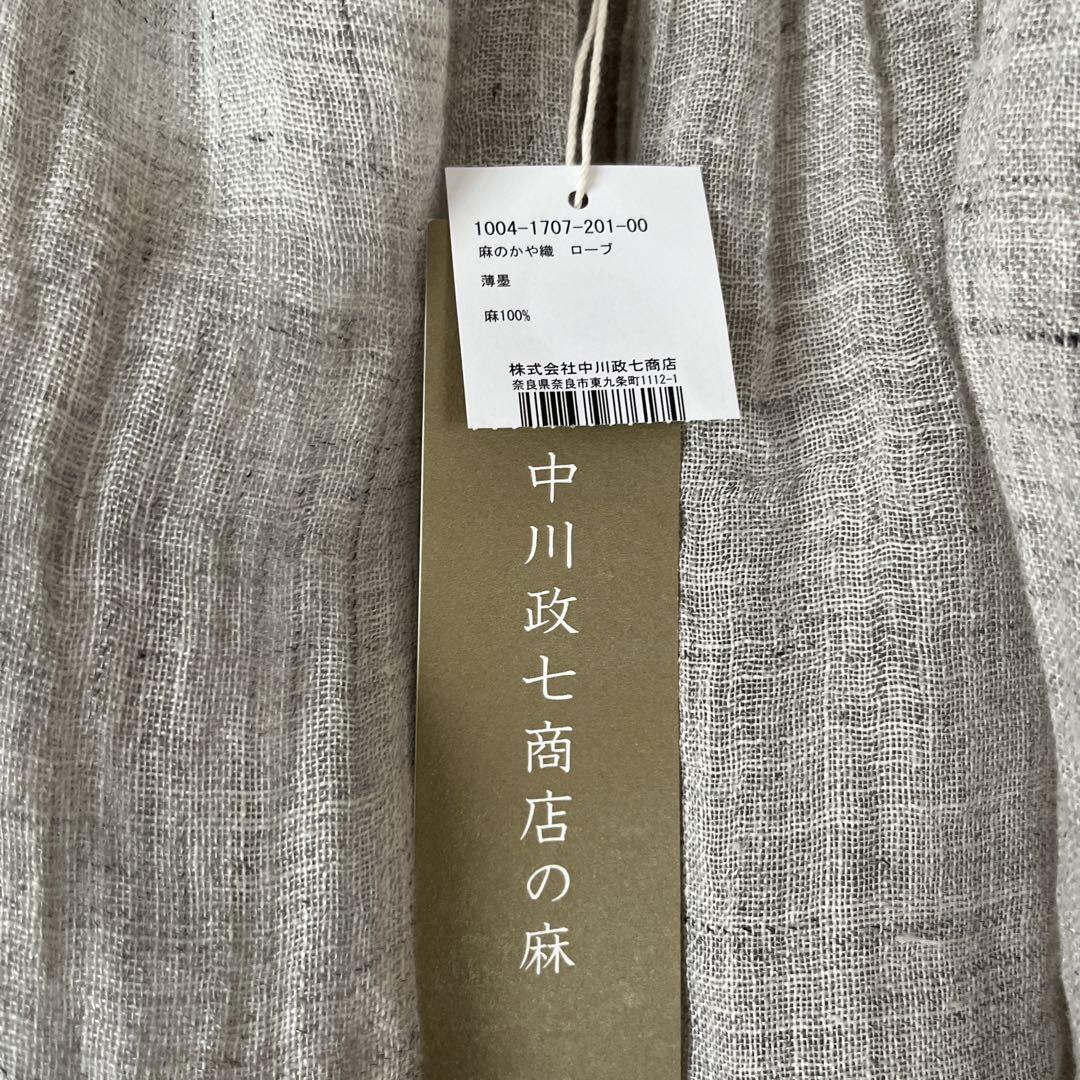 1004-1707-201-00
麻のかや織　ローブ
薄墨
麻100%
株式会社中川政七商店
奈良県奈良市東九条町1112-1
中川政七商店の麻